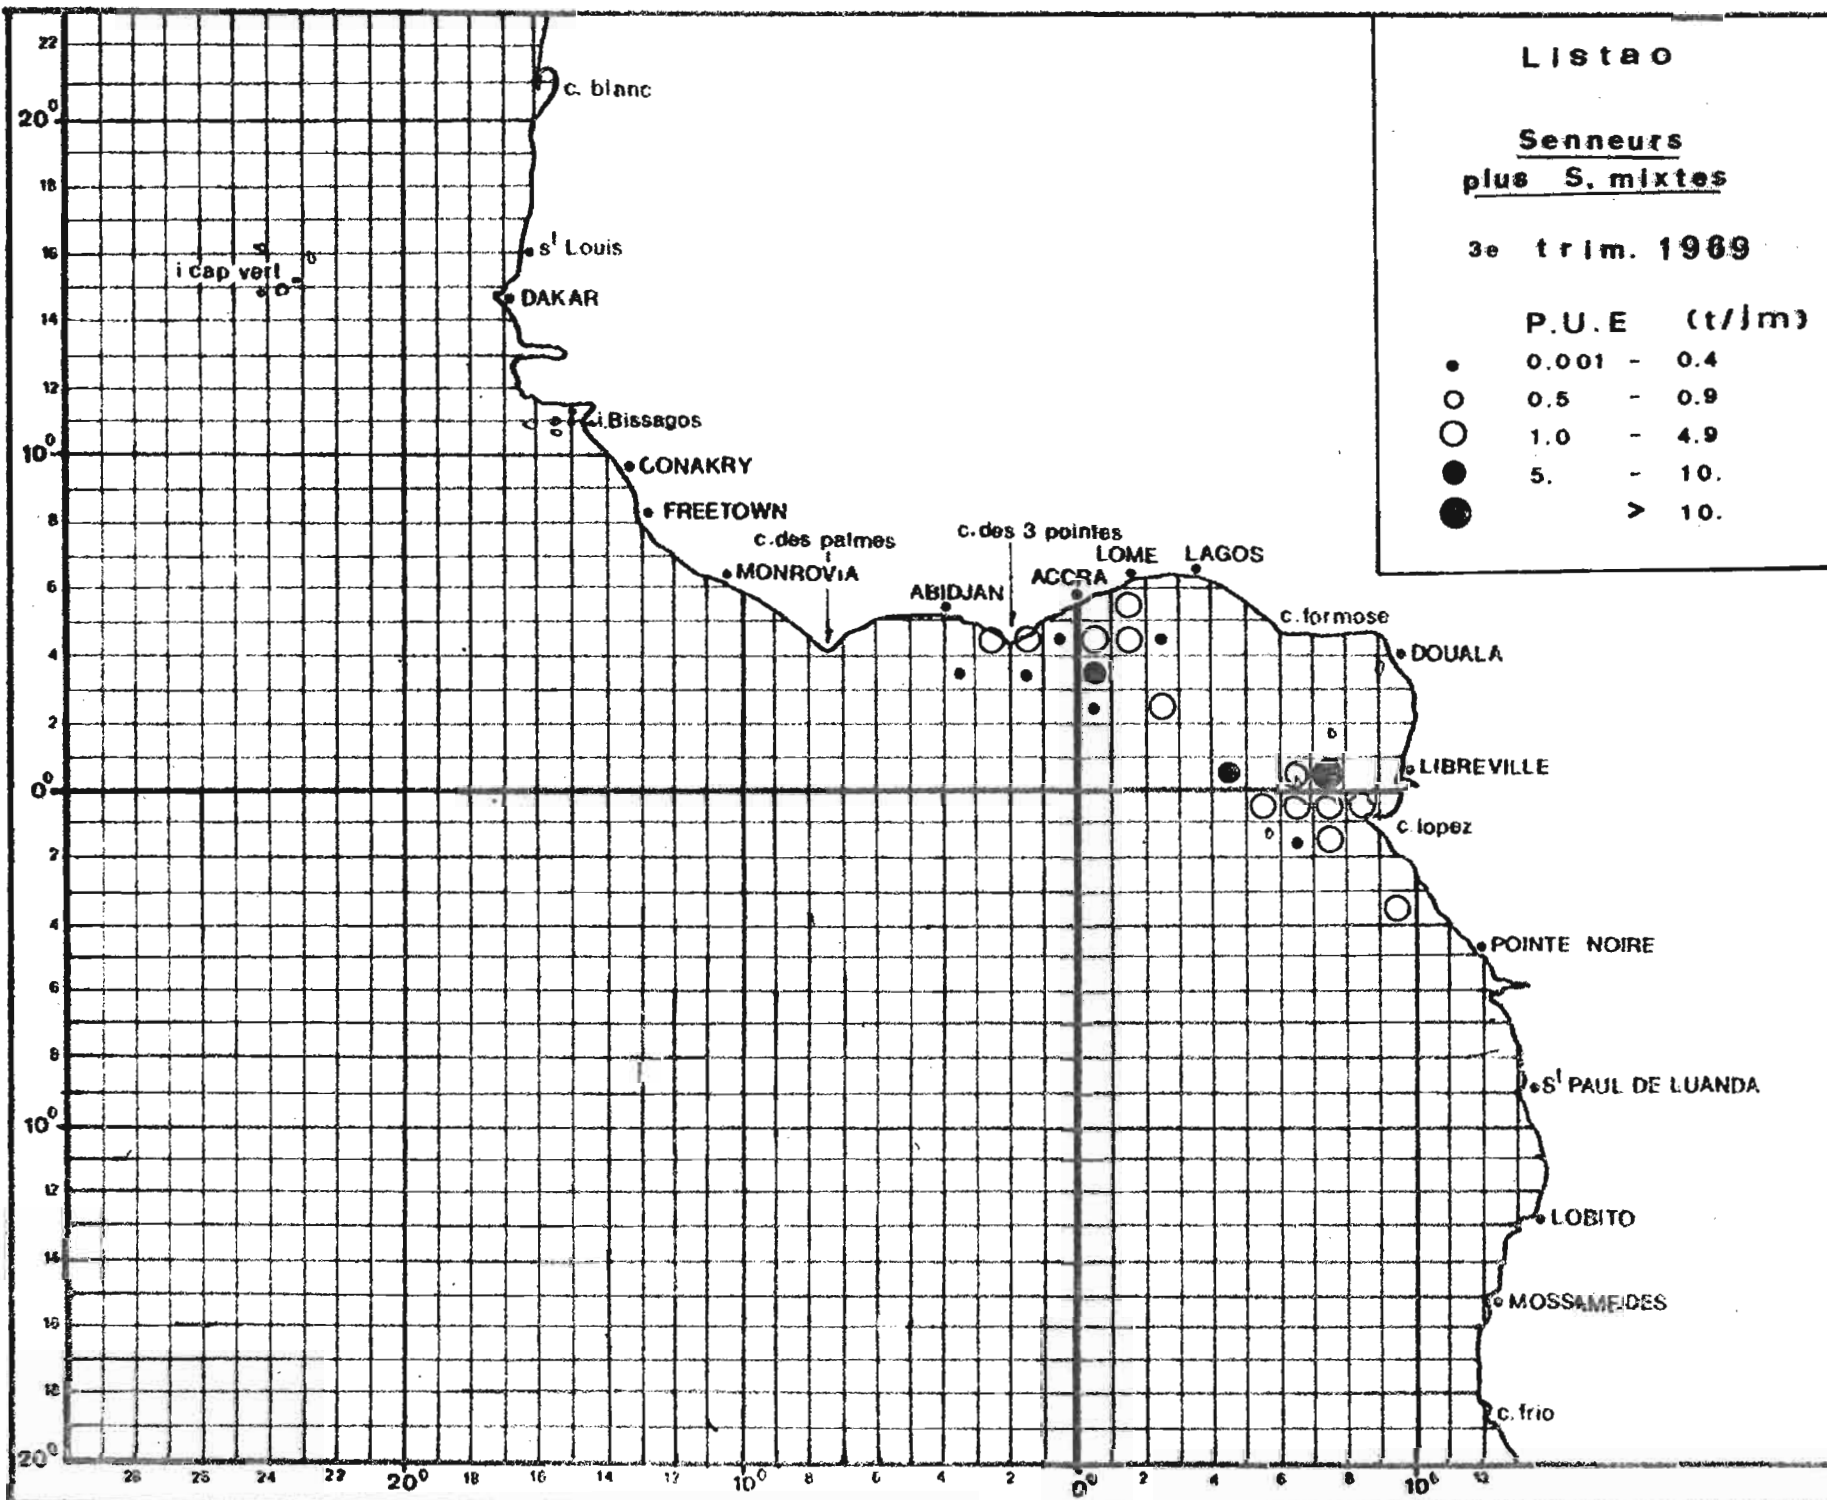 Listao
Senneurs
plus S. mixtes
3e trim. 1969
P.U.E (t/jm)
0.001 - 0.4
0.5 - 0.9
1.0 - 4.9
5. - 10.
> 10.
22
c. blanc
20°
18
16
st Louis
i cap vert
DAKAR
14
12
i.Bissagos
10°
CONAKRY
8
FREETOWN
c.des palmes
c.des 3 pointes
LOME LAGOS
MONROVIA
ACCRA
6
ABIDJAN
c.formose
4
DOUALA
2
LIBREVILLE
0°
c.lopez
2
4
POINTE NOIRE
6
8
St PAUL DE LUANDA
10°
12
LOBITO
14
MOSSAMEDES
16
18
c.frio
20°
26 25 24 22 20° 16 14 12 10° 8 6 4 2 0° 2 4 6 8 10° 12